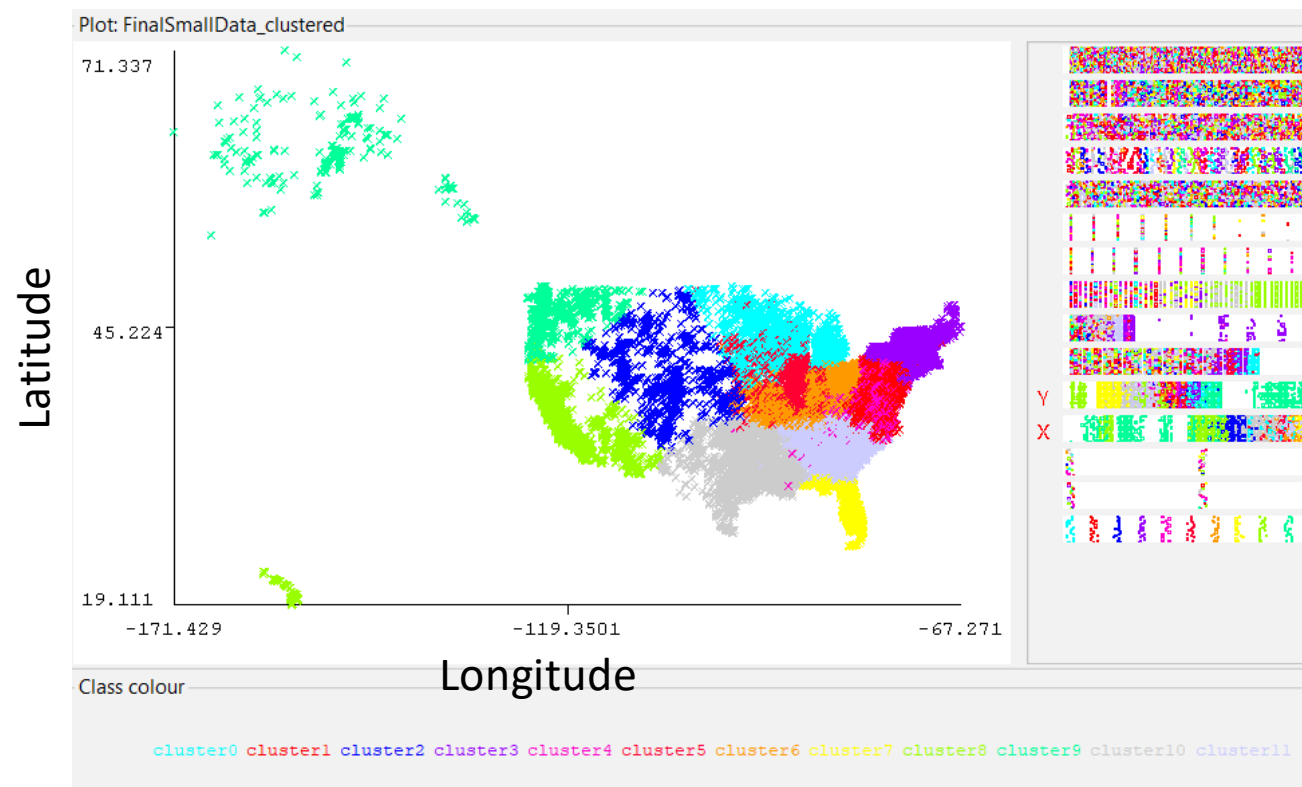 Plot: FinalSmallData_clustered
71.337
45.224
19.111
Latitude
Y
X
-171.429 -119.3501 -67.271
Longitude
Class colour
cluster0 cluster1 cluster2 cluster3 cluster4 cluster5 cluster6 cluster7 cluster8 cluster9 cluster10 cluster11